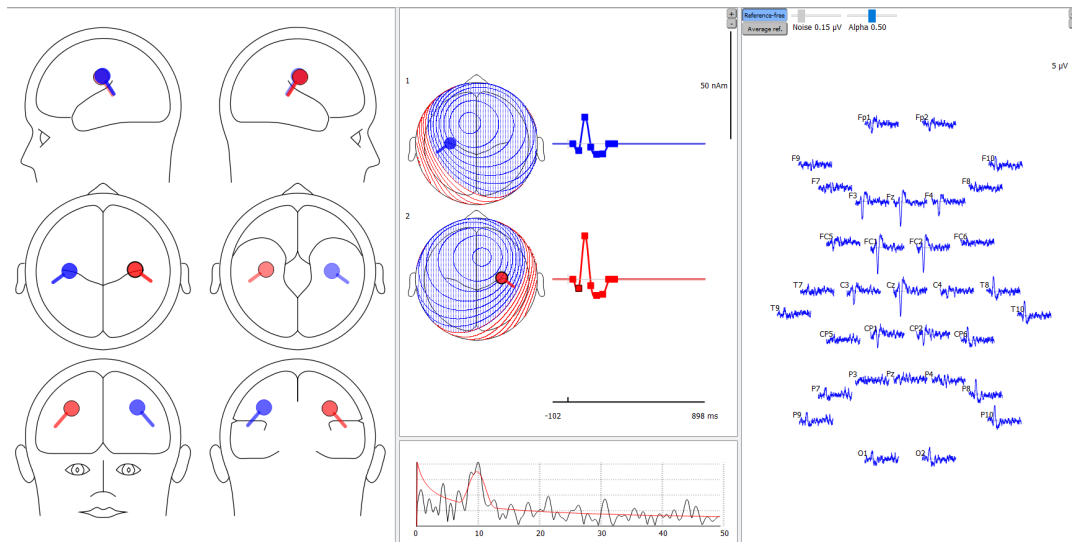 +
-
1
50 nAm
2
-102
898 ms
0
10
20
30
40
50
Reference-free
Average ref.
Noise 0.15 µV
Alpha 0.50
5 µV
Fp1
Fp2
F9
F10
F7
F8
F3
Fz
F4
FC5
FC1
FC2
FC6
T7
C3
Cz
C4
T8
T9
T10
CP5
CP1
CP2
CP6
P3
Pz
P4
P7
P8
P9
P10
O1
O2